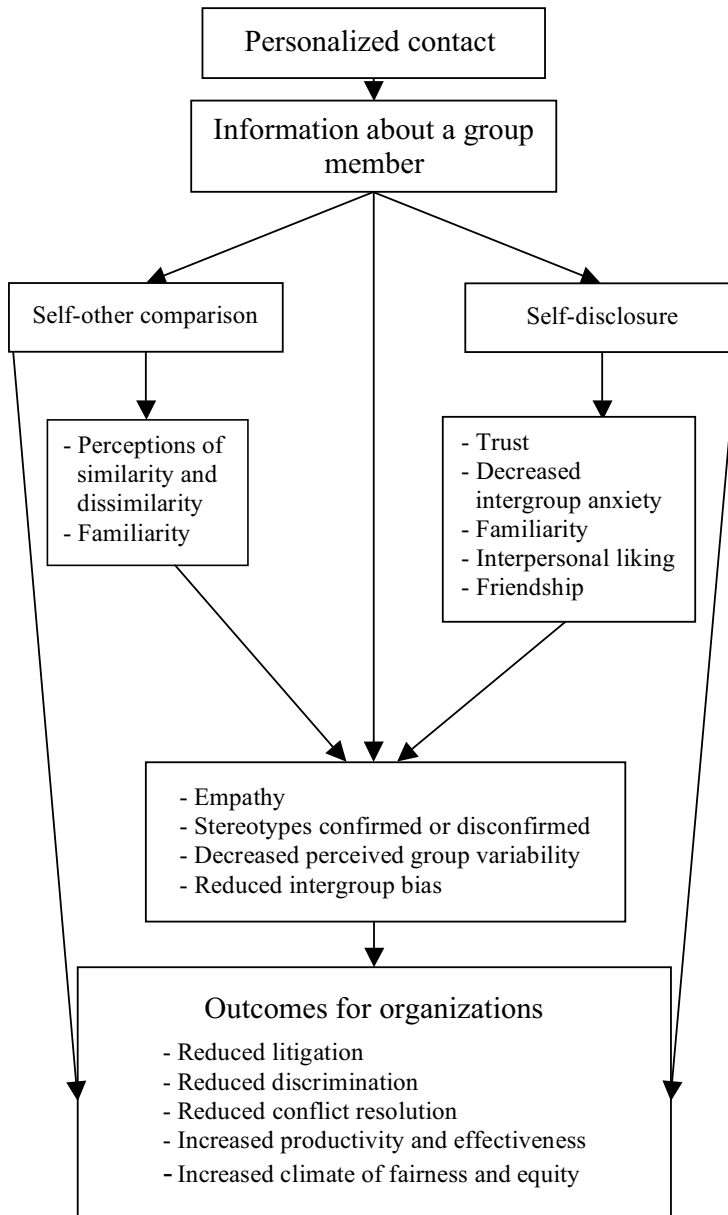 Personalized contact
Information about a group
member
Self-other comparison
Self-disclosure
- Perceptions of
similarity and
dissimilarity
- Familiarity
- Trust
- Decreased
intergroup anxiety
- Familiarity
- Interpersonal liking
- Friendship
- Empathy
- Stereotypes confirmed or disconfirmed
- Decreased perceived group variability
- Reduced intergroup bias
Outcomes for organizations
- Reduced litigation
- Reduced discrimination
- Reduced conflict resolution
- Increased productivity and effectiveness
- Increased climate of fairness and equity